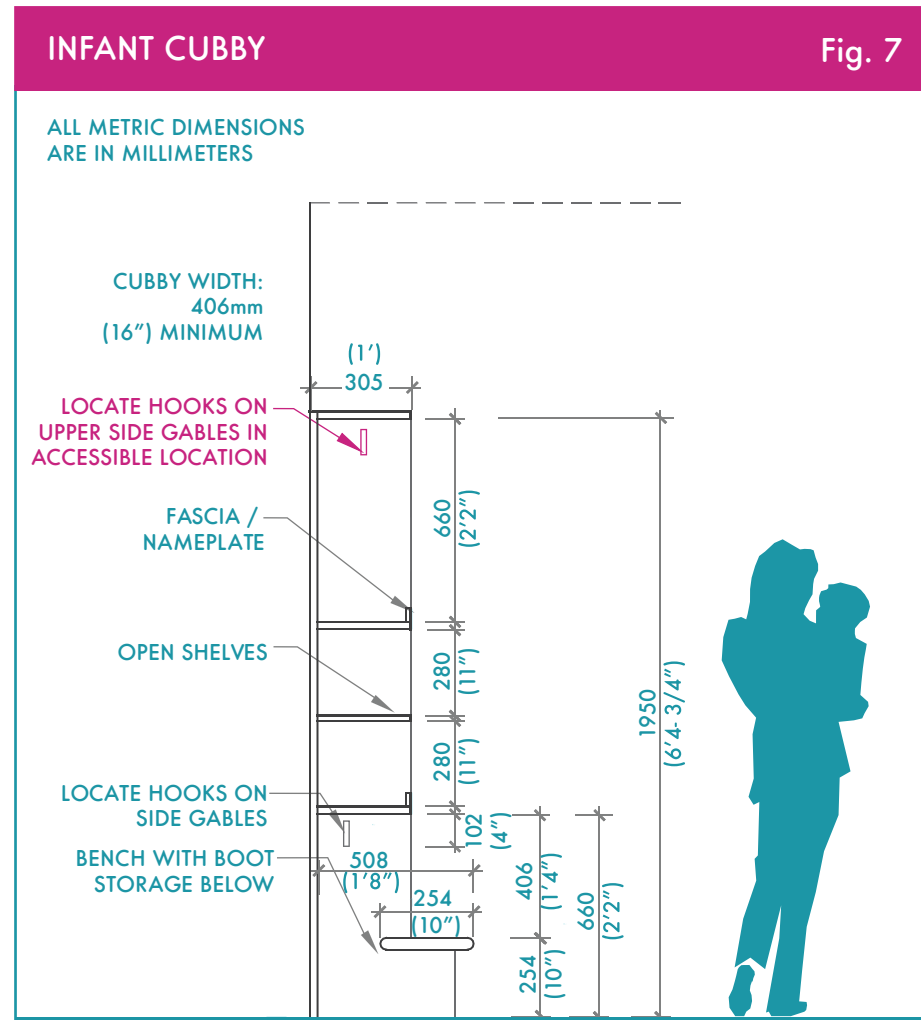 INFANT CUBBY
Fig. 7
ALL METRIC DIMENSIONS
ARE IN MILLIMETERS
CUBBY WIDTH:
406mm
(16″) MINIMUM
(1′)
305
LOCATE HOOKS ON
UPPER SIDE GABLES IN
ACCESSIBLE LOCATION
660
(2′2″)
FASCIA /
NAMEPLATE
OPEN SHELVES
280
(11″)
1950
(6′4- 3/4″)
280
(11″)
LOCATE HOOKS ON
SIDE GABLES
102
(4″)
BENCH WITH BOOT
STORAGE BELOW
508
(1′8″)
254
(10″)
406
(1′4″)
660
(2′2″)
254
(10″)